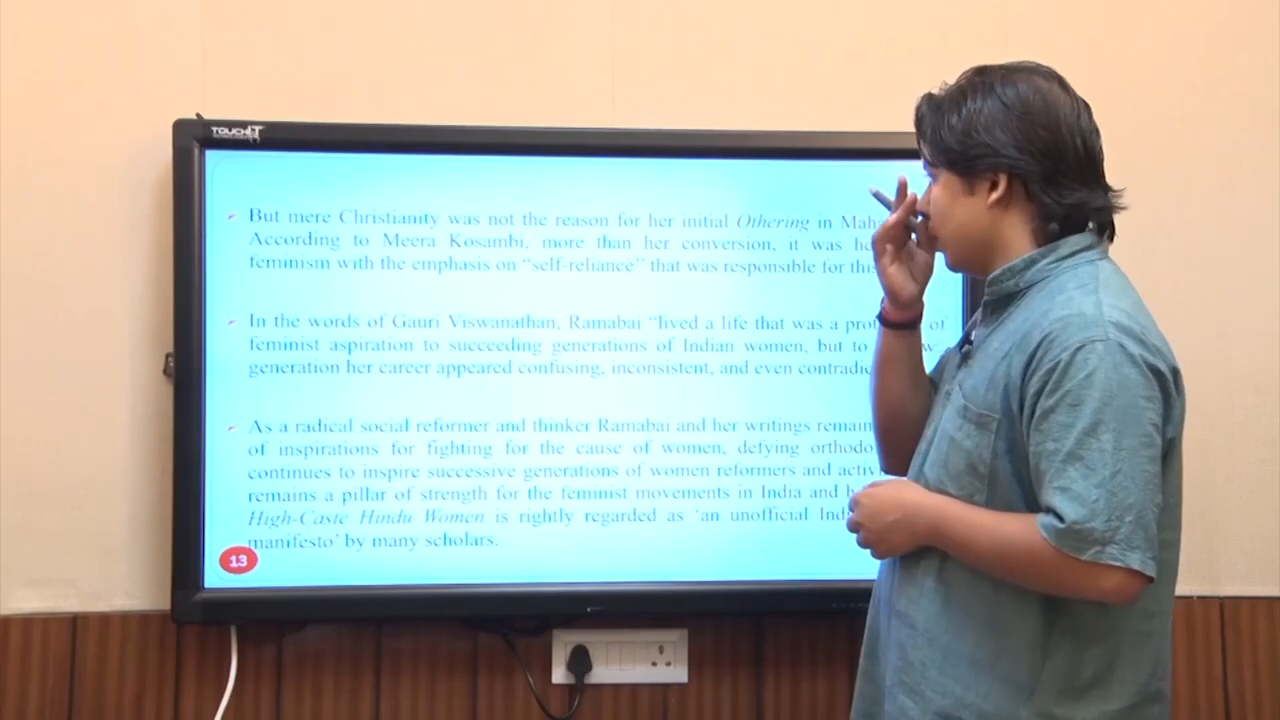 TOUCHIT
But mere Christianity was not the reason for her initial Othering in Mah
According to Meera Kosambi, more than her conversion, it was he
feminism with the emphasis on “self-reliance” that was responsible for this
In the words of Gauri Viswanathan, Ramabai “lived a life that was a pro of
feminist aspiration to succeeding generations of Indian women, but to
generation her career appeared confusing, inconsistent, and even contradic
As a radical social reformer and thinker Ramabai and her writings remain
of inspirations for fighting for the cause of women, defying orthodo
continues to inspire successive generations of women reformers and activ
remains a pillar of strength for the feminist movements in India and
High-Caste Hindu Women is rightly regarded as ‘an unofficial Ind
manifesto’ by many scholars.
13